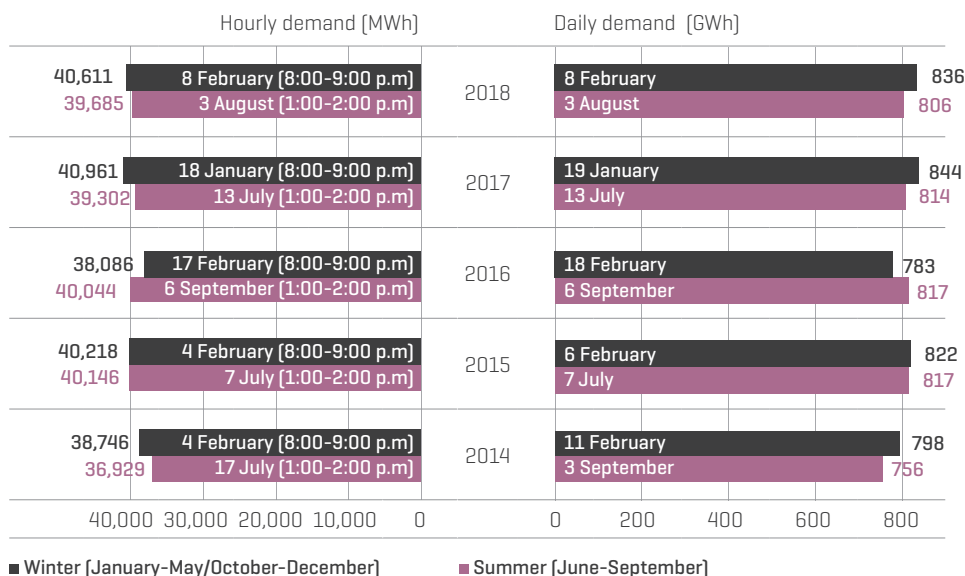 Hourly demand (MWh) Daily demand (GWh)
40,611 8 February (8:00-9:00 p.m) 2018 8 February 836
39,685 3 August (1:00-2:00 p.m) 3 August 806
40,961 18 January (8:00-9:00 p.m) 2017 19 January 844
39,302 13 July (1:00-2:00 p.m) 13 July 814
38,086 17 February (8:00-9:00 p.m) 2016 18 February 783
40,044 6 September (1:00-2:00 p.m) 6 September 817
40,218 4 February (8:00-9:00 p.m) 2015 6 February 822
40,146 7 July (1:00-2:00 p.m) 7 July 817
38,746 4 February (8:00-9:00 p.m) 2014 11 February 798
36,929 17 July (1:00-2:00 p.m) 3 September 756
40,000 30,000 20,000 10,000 0 0 200 400 600 800
Winter (January-May/October-December) Summer (June-September)